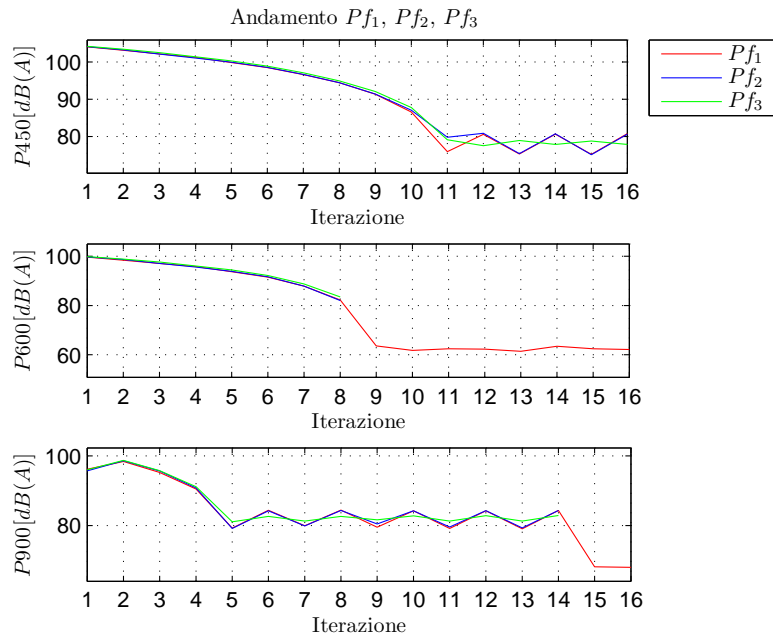 Andamento Pf₁, Pf₂, Pf₃
Pf₁
Pf₂
Pf₃
P450[dB(A)]
100
90
80
1 2 3 4 5 6 7 8 9 10 11 12 13 14 15 16
Iterazione
P600[dB(A)]
100
80
60
1 2 3 4 5 6 7 8 9 10 11 12 13 14 15 16
Iterazione
P900[dB(A)]
100
80
1 2 3 4 5 6 7 8 9 10 11 12 13 14 15 16
Iterazione